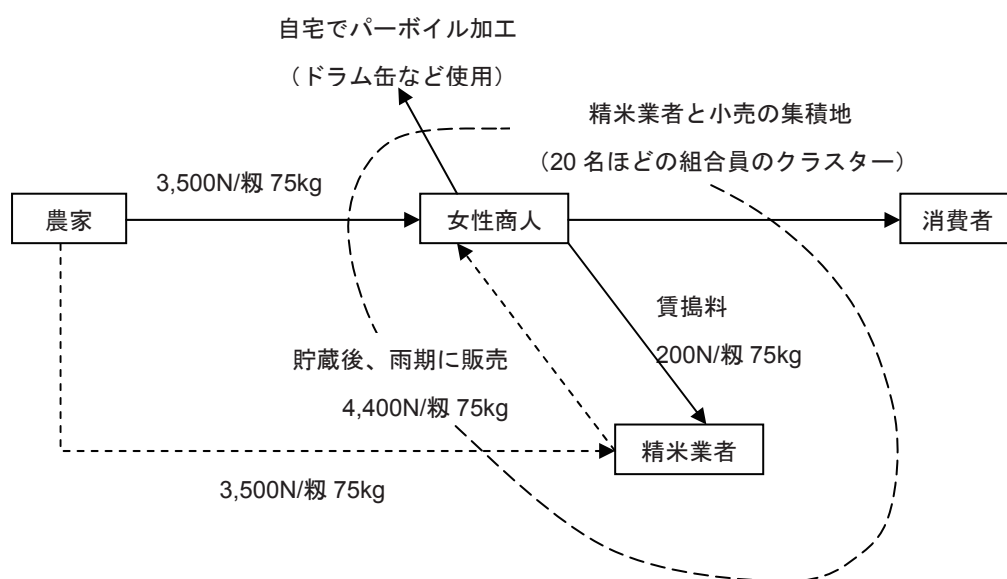 自宅でパーボイル加工
（ドラム缶など使用）
精米業者と小売の集積地
（20 名ほどの組合員のクラスター）
3,500N/籾 75kg
農家
女性商人
消費者
賃搗料
200N/籾 75kg
貯蔵後、雨期に販売
4,400N/籾 75kg
精米業者
3,500N/籾 75kg